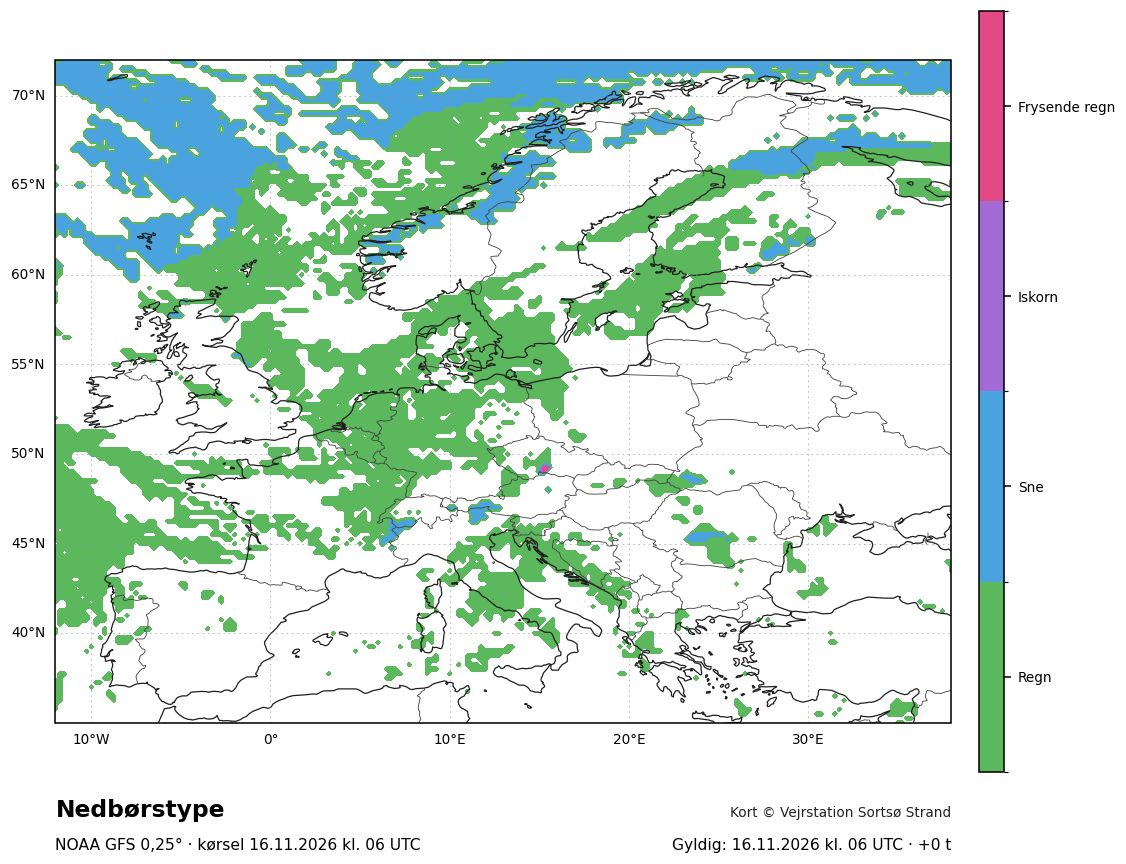 Frysende regn
Iskorn
Sne
Regn
70°N
65°N
60°N
55°N
50°N
45°N
40°N
10°W
0°
10°E
20°E
30°E
Nedbørstype
Kort © Vejrstation Sortsø Strand
NOAA GFS 0,25° · kørsel 16.11.2026 kl. 06 UTC
Gyldig: 16.11.2026 kl. 06 UTC · +0 t